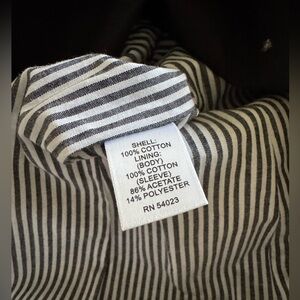 SHELL:
100% COTTON
LINING:
(BODY)
100% COTTON
(SLEEVE)
86% ACETATE
14% POLYESTER
RN 54023